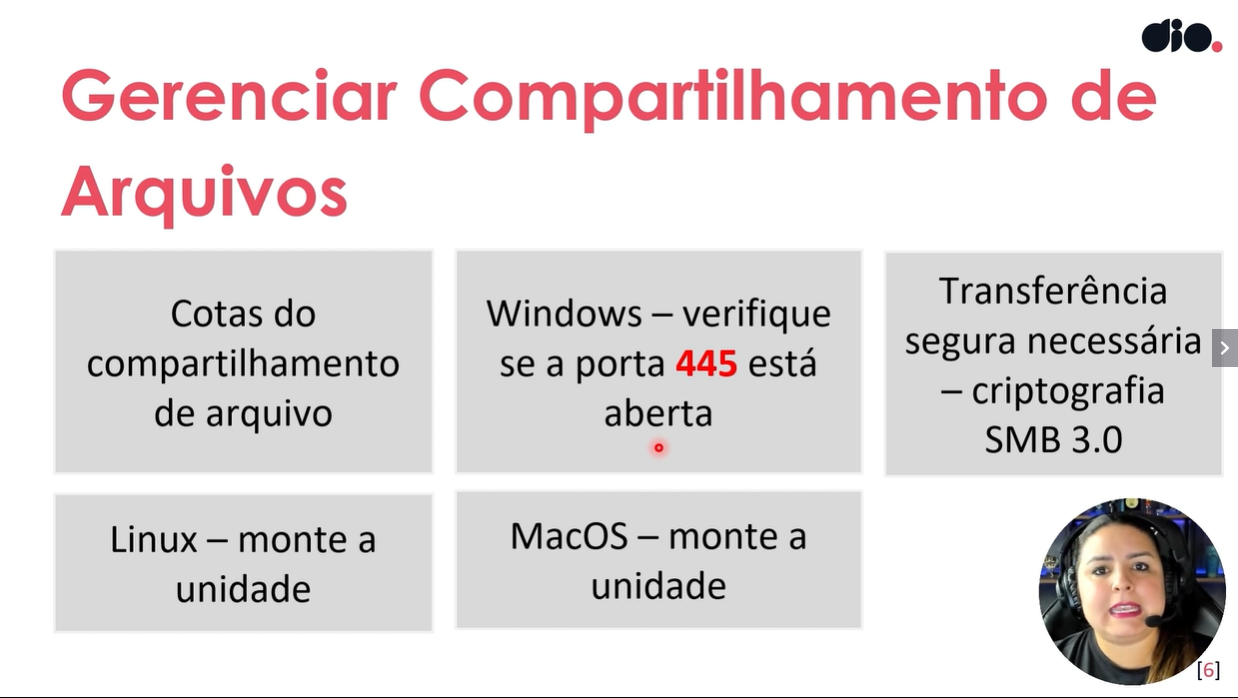 dio.
Gerenciar Compartilhamento de
Arquivos
Cotas do
compartilhamento
de arquivo
Windows – verifique
se a porta 445 está
aberta
Transferência
segura necessária
– criptografia
SMB 3.0
Linux – monte a
unidade
MacOS – monte a
unidade
[6]